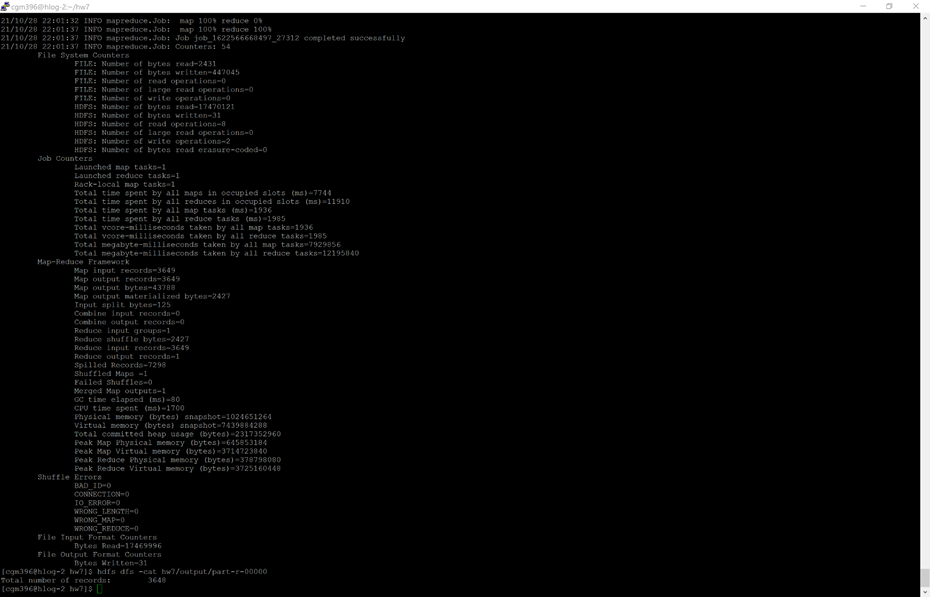 cgm396@hlog-2:~/hw7
21/10/28 22:01:32 INFO mapreduce.Job:  map 100% reduce 0%
21/10/28 22:01:37 INFO mapreduce.Job:  map 100% reduce 100%
21/10/28 22:01:37 INFO mapreduce.Job: Job job_1622566668497_27312 completed successfully
21/10/28 22:01:37 INFO mapreduce.Job: Counters: 54
File System Counters
FILE: Number of bytes read=2431
FILE: Number of bytes written=447045
FILE: Number of read operations=0
FILE: Number of large read operations=0
FILE: Number of write operations=0
HDFS: Number of bytes read=17470121
HDFS: Number of bytes written=31
HDFS: Number of read operations=8
HDFS: Number of large read operations=0
HDFS: Number of write operations=2
HDFS: Number of bytes read erasure-coded=0
Job Counters
Launched map tasks=1
Launched reduce tasks=1
Rack-local map tasks=1
Total time spent by all maps in occupied slots (ms)=7744
Total time spent by all reduces in occupied slots (ms)=11910
Total time spent by all map tasks (ms)=1936
Total time spent by all reduce tasks (ms)=1985
Total vcore-milliseconds taken by all map tasks=1936
Total vcore-milliseconds taken by all reduce tasks=1985
Total megabyte-milliseconds taken by all map tasks=7929856
Total megabyte-milliseconds taken by all reduce tasks=12195840
Map-Reduce Framework
Map input records=3649
Map output records=3649
Map output bytes=43788
Map output materialized bytes=2427
Input split bytes=125
Combine input records=0
Combine output records=0
Reduce input groups=1
Reduce shuffle bytes=2427
Reduce input records=3649
Reduce output records=1
Spilled Records=7298
Shuffled Maps =1
Failed Shuffles=0
Merged Map outputs=1
GC time elapsed (ms)=80
CPU time spent (ms)=1700
Physical memory (bytes) snapshot=1024651264
Virtual memory (bytes) snapshot=7439884288
Total committed heap usage (bytes)=2317352960
Peak Map Physical memory (bytes)=645853184
Peak Map Virtual memory (bytes)=3714723840
Peak Reduce Physical memory (bytes)=378798080
Peak Reduce Virtual memory (bytes)=3725160448
Shuffle Errors
BAD_ID=0
CONNECTION=0
IO_ERROR=0
WRONG_LENGTH=0
WRONG_MAP=0
WRONG_REDUCE=0
File Input Format Counters
Bytes Read=17469996
File Output Format Counters
Bytes Written=31
[cgm396@hlog-2 hw7]$ hdfs dfs -cat hw7/output/part-r-00000
Total number of records:        3648
[cgm396@hlog-2 hw7]$